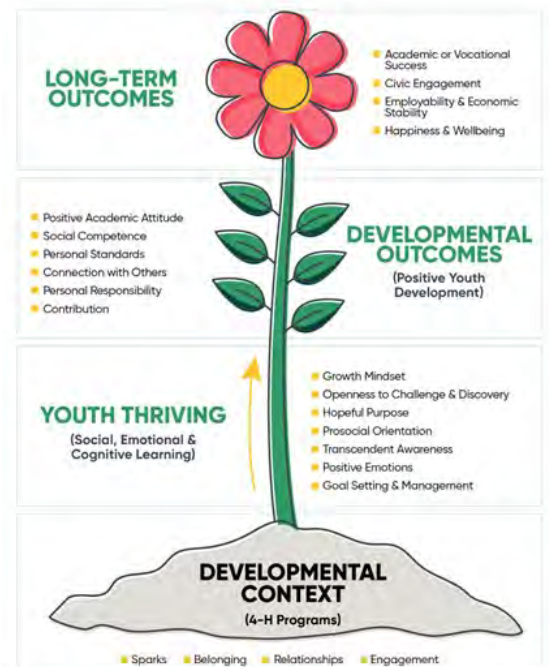 LONG-TERM
OUTCOMES
Academic or Vocational
Success
Civic Engagement
Employability & Economic
Stability
Happiness & Wellbeing
Positive Academic Attitude
Social Competence
Personal Standards
Connection with Others
Personal Responsibility
Contribution
DEVELOPMENTAL
OUTCOMES
(Positive Youth
Development)
YOUTH THRIVING
(Social, Emotional &
Cognitive Learning)
Growth Mindset
Openness to Challenge & Discovery
Hopeful Purpose
Prosocial Orientation
Transcendent Awareness
Positive Emotions
Goal Setting & Management
DEVELOPMENTAL
CONTEXT
(4-H Programs)
Sparks Belonging Relationships Engagement